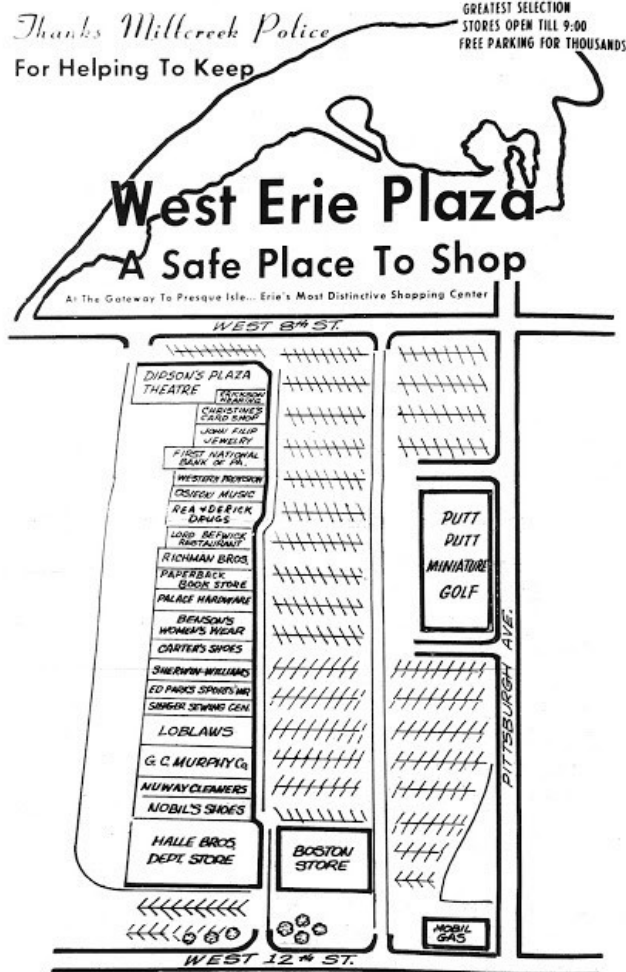 Thanks Millcreek Police
For Helping To Keep
GREATEST SELECTION
STORES OPEN TILL 9:00
FREE PARKING FOR THOUSANDS
West Erie Plaza
A Safe Place To Shop
At The Gateway To Presque Isle... Erie's Most Distinctive Shopping Center
WEST 8TH ST.
DIPSON'S PLAZA
THEATRE
ERICKSON
HEARING
CHRISTINE'S
CARD SHOP
JOHN FILIP
JEWELRY
FIRST NATIONAL
BANK OF PA.
WESTERN PROVISION
OSIECKI MUSIC
REA & DERICK
DRUGS
LORD BERWICK
RESTAURANT
RICHMAN BROS.
PAPERBACK
BOOK STORE
PALACE HARDWARE
BENSON'S
WOMEN'S WEAR
CARTER'S SHOES
SHERWIN-WILLIAMS
ED PARKS SPORTS'WR
SINGER SEWING CEN.
LOBLAWS
G.C. MURPHY Co.
NUWAY CLEANERS
NOBIL'S SHOES
HALLE BROS.
DEPT. STORE
BOSTON
STORE
PUTT
PUTT
MINIATURE
GOLF
PITTSBURGH AVE.
MOBIL
GAS
WEST 12TH ST.